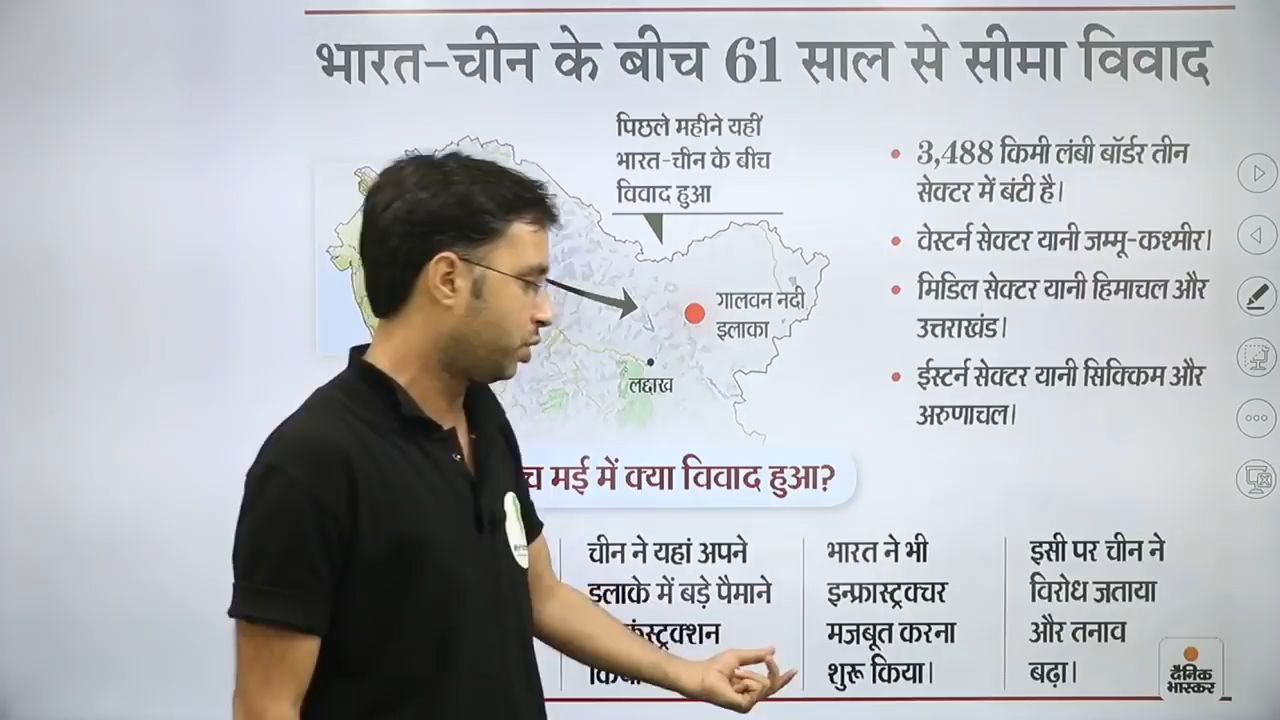 भारत-चीन के बीच 61 साल से सीमा विवाद
पिछले महीने यहीं
भारत-चीन के बीच
विवाद हुआ
गालवन नदी
इलाका
लद्दाख
• 3,488 किमी लंबी बॉर्डर तीन
सेक्टर में बंटी है।
• वेस्टर्न सेक्टर यानी जम्मू-कश्मीर।
• मिडिल सेक्टर यानी हिमाचल और
उत्तराखंड।
• ईस्टर्न सेक्टर यानी सिक्किम और
अरुणाचल।
मई में क्या विवाद हुआ?
चीन ने यहां अपने
इलाके में बड़े पैमाने
कंस्ट्रक्शन
भारत ने भी
इन्फ्रास्ट्रक्चर
मजबूत करना
शुरू किया।
इसी पर चीन ने
विरोध जताया
और तनाव
बढ़ा।
दैनिक
भास्कर